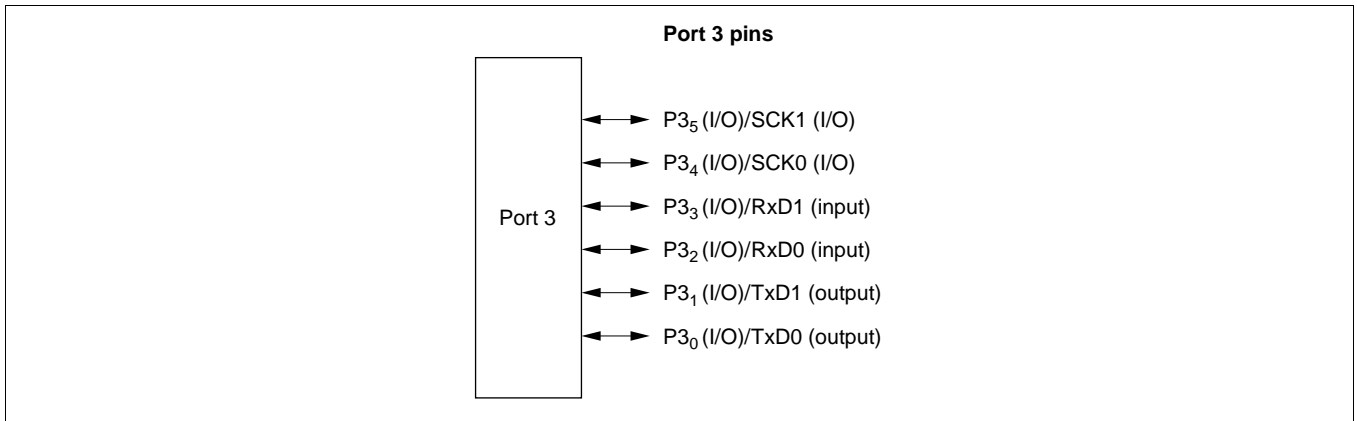 Port 3 pins
P3₅ (I/O)/SCK1 (I/O)
P3₄ (I/O)/SCK0 (I/O)
P3₃ (I/O)/RxD1 (input)
Port 3
P3₂ (I/O)/RxD0 (input)
P3₁ (I/O)/TxD1 (output)
P3₀ (I/O)/TxD0 (output)